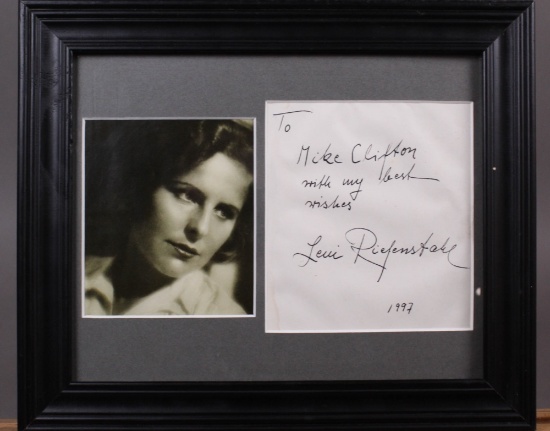 To
Mike Clifton
with my best
wishes
Leni Riefenstahl
1997